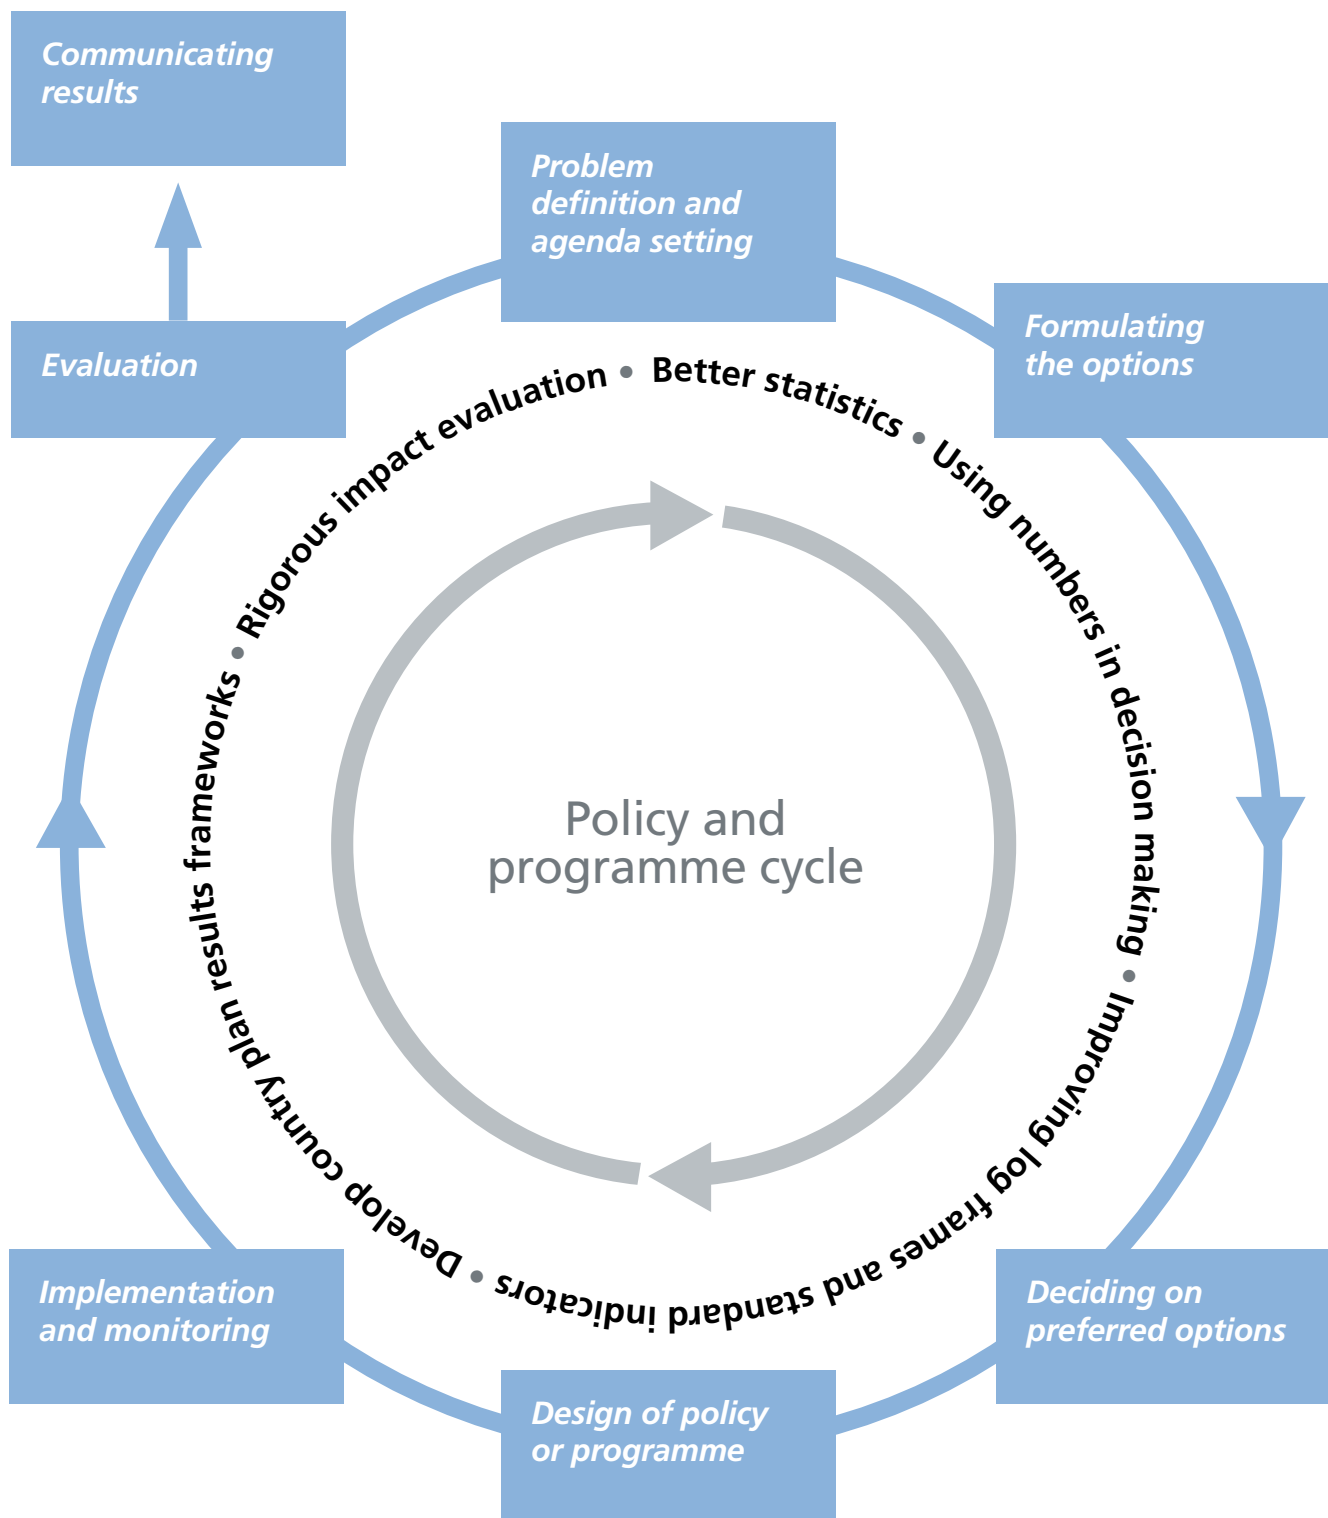 Communicating
results
Problem
definition and
agenda setting
Formulating
the options
Evaluation
Rigorous impact evaluation • Better statistics • Using numbers in decision making • Improving log frames and standard indicators • Develop country plan results frameworks •
Policy and
programme cycle
Implementation
and monitoring
Deciding on
preferred options
Design of policy
or programme